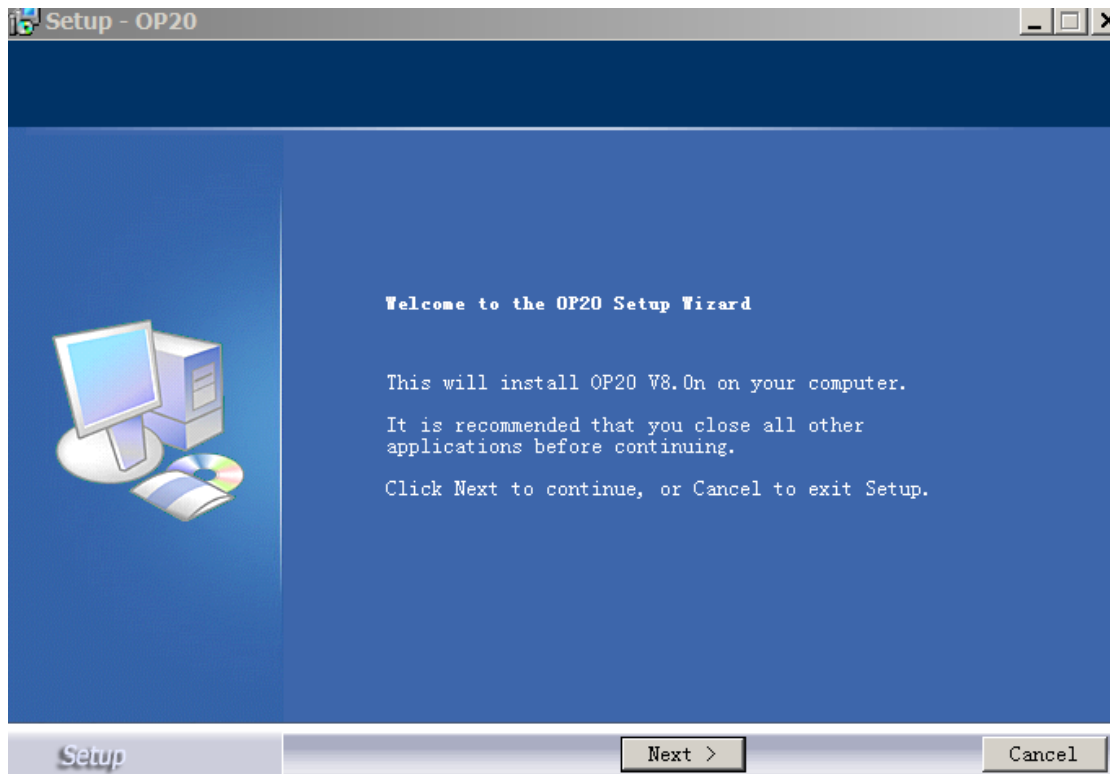 Setup - OP20
Welcome to the OP20 Setup Wizard
This will install OP20 V8.0n on your computer.
It is recommended that you close all other
applications before continuing.
Click Next to continue, or Cancel to exit Setup.
Setup
Next >
Cancel